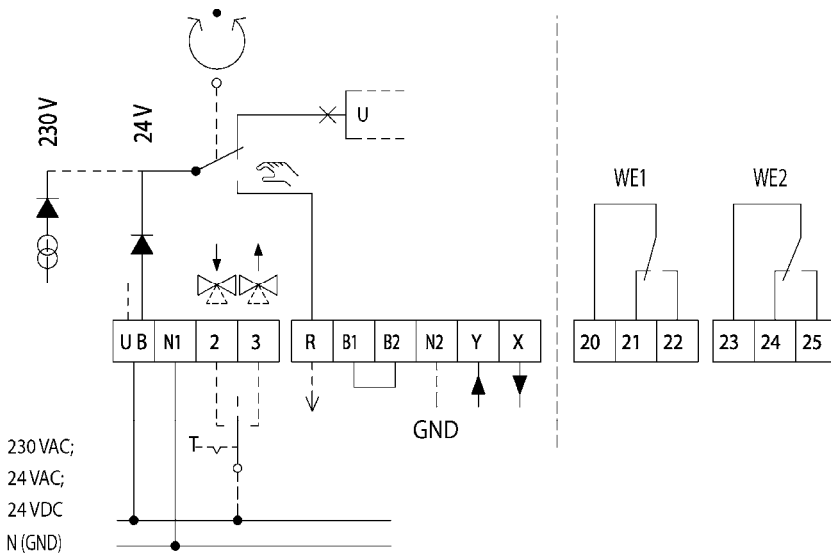 230 V
24 V
U
WE1
WE2
U B N1 2 3
R B1 B2 N2 Y X
20 21 22
23 24 25
GND
T
230 VAC;
24 VAC;
24 VDC
N (GND)